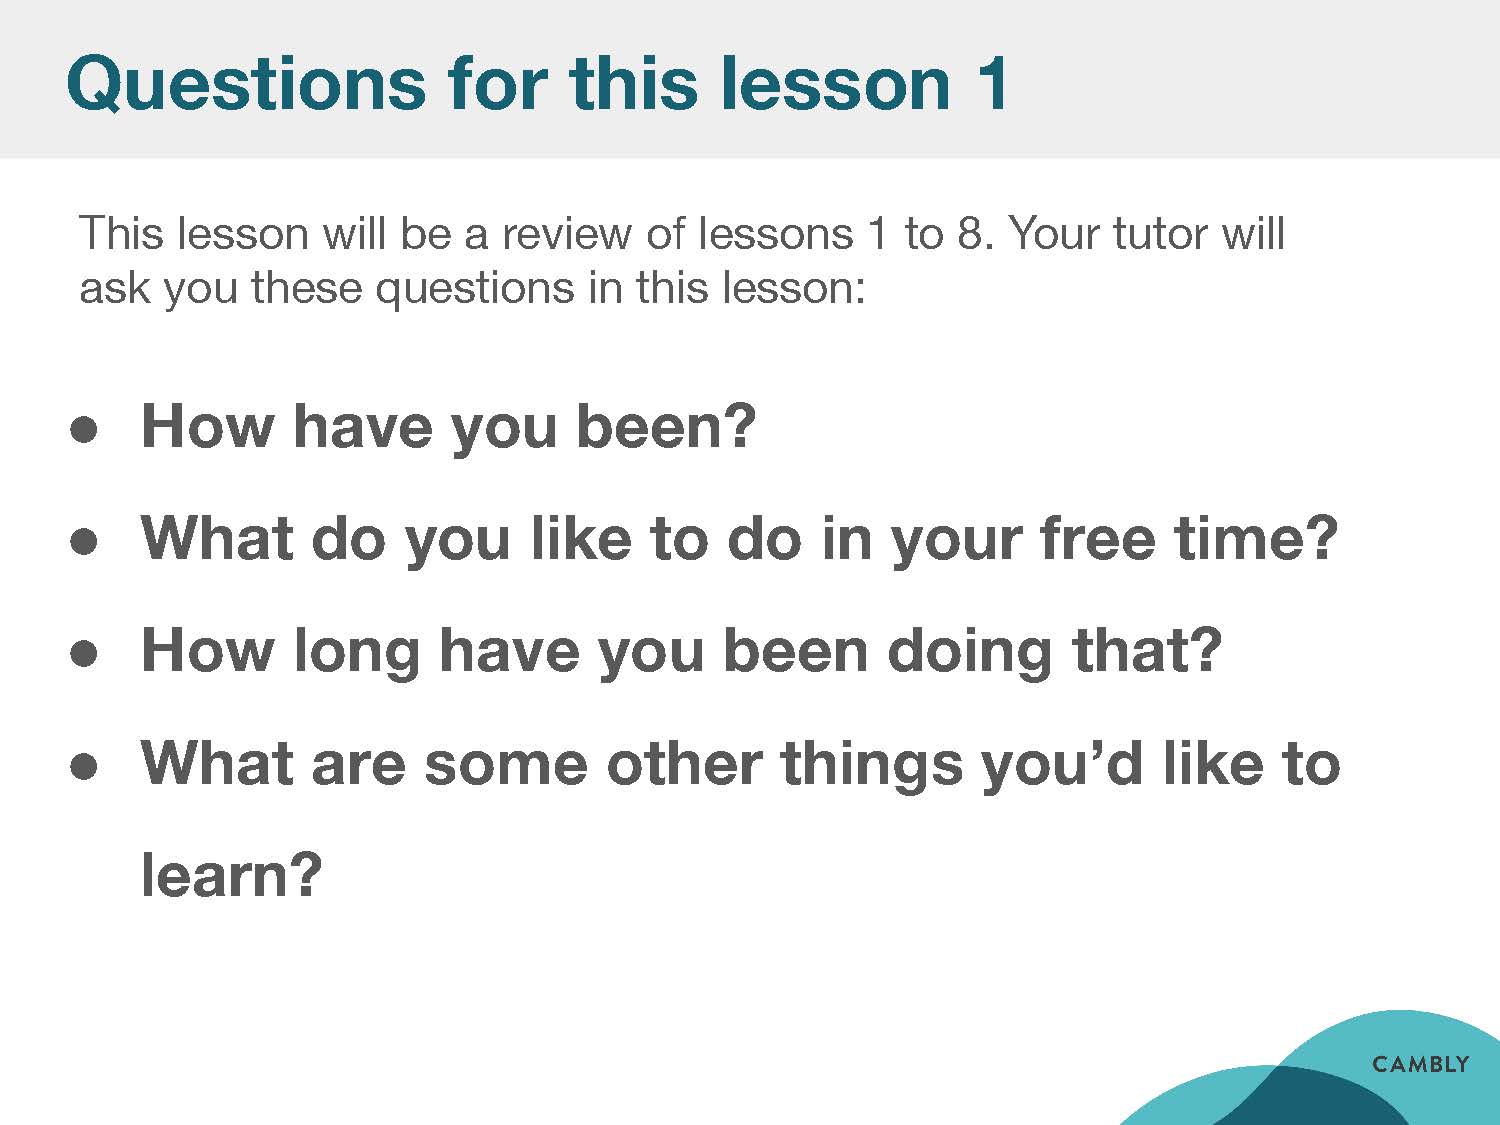 Questions for this lesson 1
This lesson will be a review of lessons 1 to 8. Your tutor will
ask you these questions in this lesson:
● How have you been?
● What do you like to do in your free time?
● How long have you been doing that?
● What are some other things you’d like to
learn?
CAMBLY